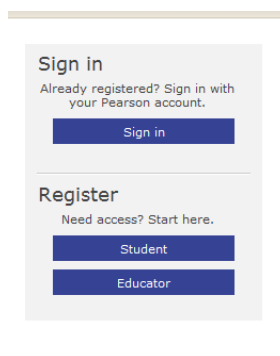 Sign in
Already registered? Sign in with
your Pearson account.
Sign in
Register
Need access? Start here.
Student
Educator